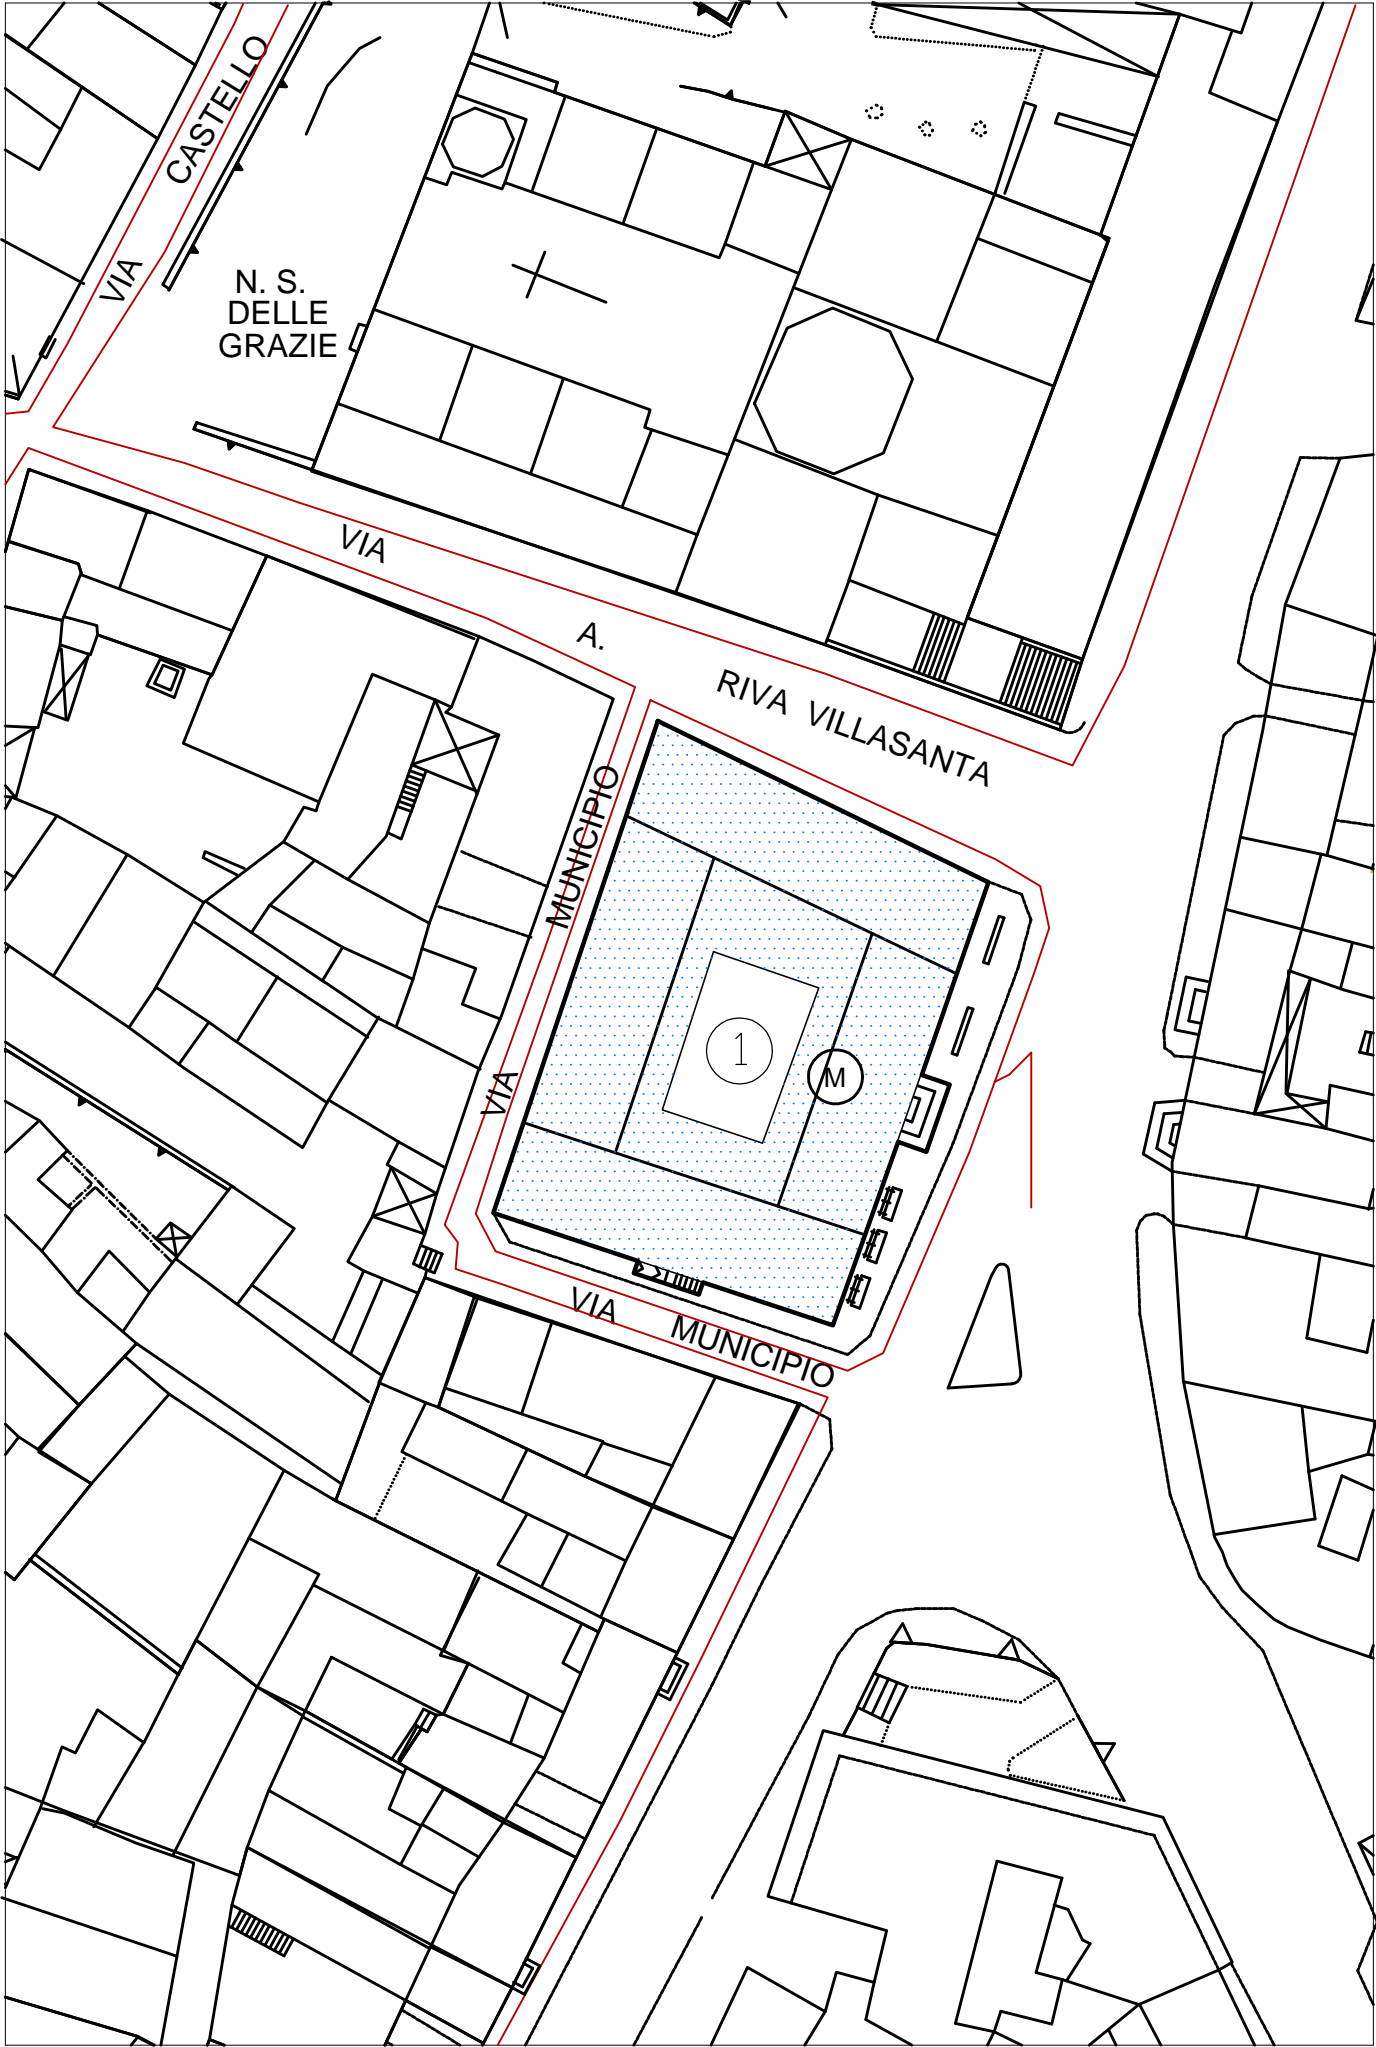 VIA CASTELLO
N. S.
DELLE
GRAZIE
VIA A. RIVA VILLASANTA
VIA MUNICIPIO
1
M
VIA MUNICIPIO